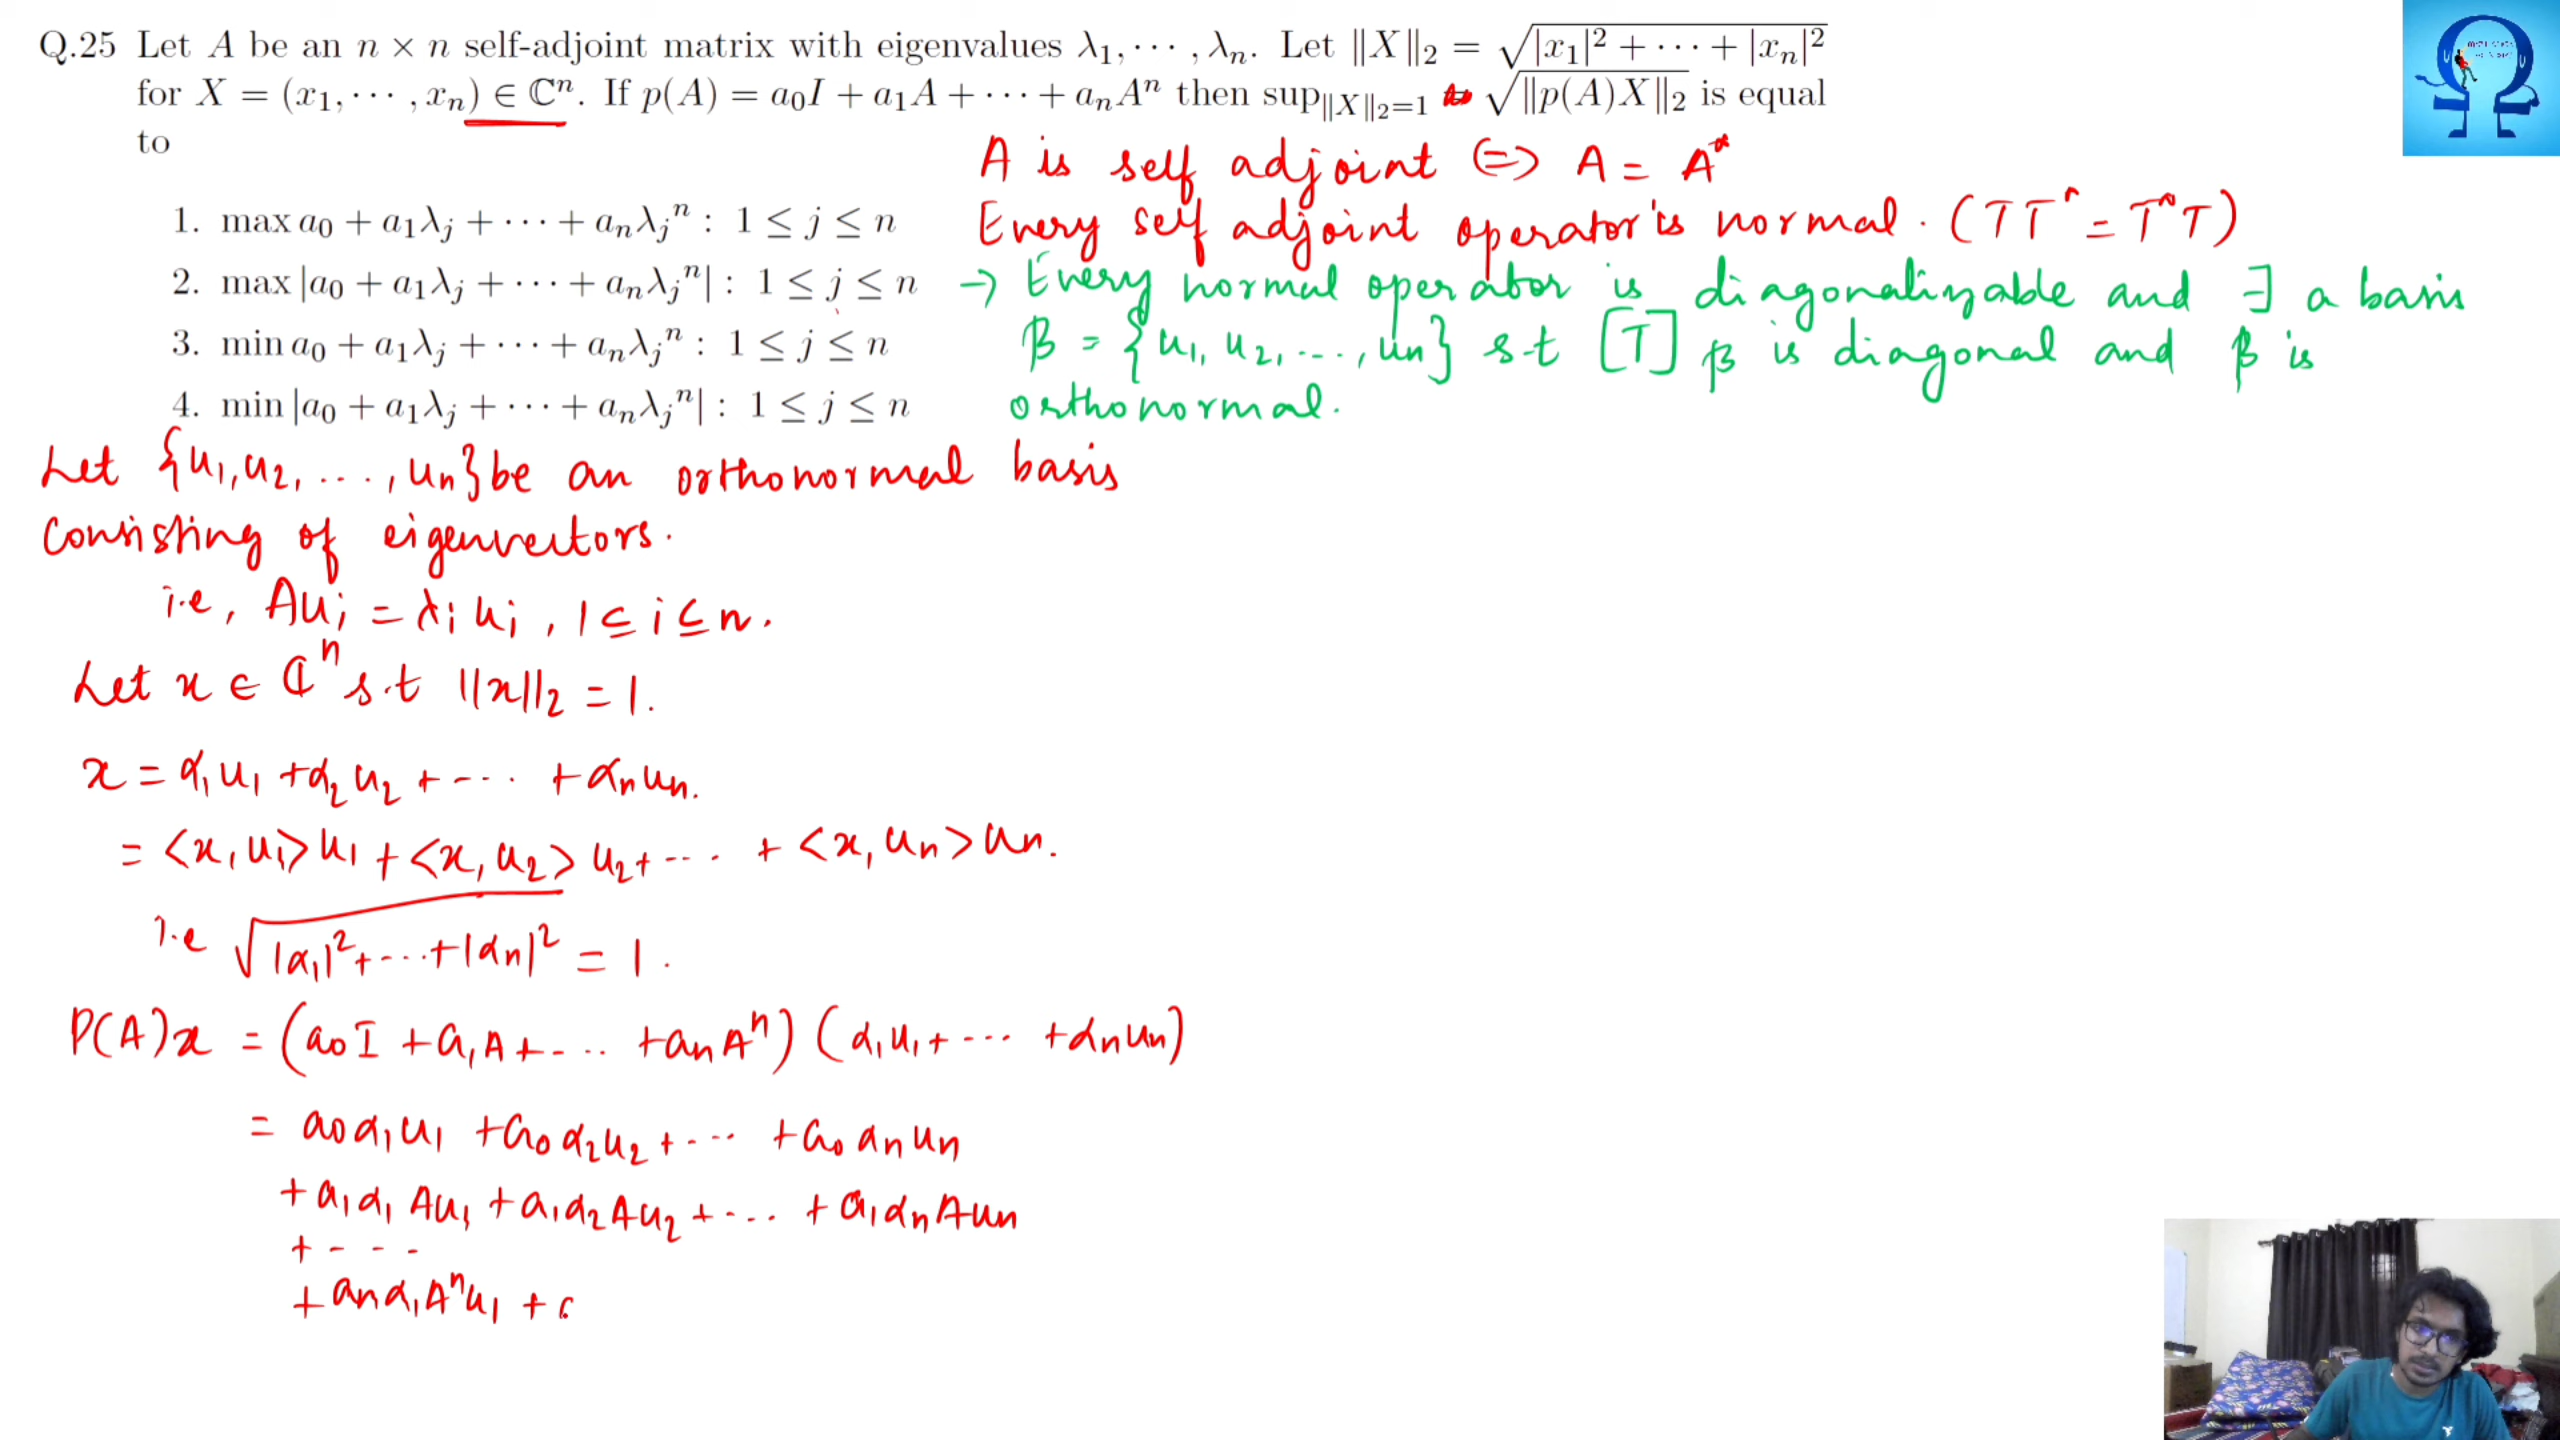 Q.25 Let A be an n × n self-adjoint matrix with eigenvalues λ₁, ⋯ , λₙ. Let ‖X‖₂ = √(|x₁|² + ⋯ + |xₙ|²)
for X = (x₁, ⋯ , xₙ) ∈ ℂⁿ. If p(A) = a₀I + a₁A + ⋯ + aₙAⁿ then sup_{‖X‖₂=1} √‖p(A)X‖₂ is equal
to
1. max a₀ + a₁λⱼ + ⋯ + aₙλⱼⁿ : 1 ≤ j ≤ n
2. max |a₀ + a₁λⱼ + ⋯ + aₙλⱼⁿ| : 1 ≤ j ≤ n
3. min a₀ + a₁λⱼ + ⋯ + aₙλⱼⁿ : 1 ≤ j ≤ n
4. min |a₀ + a₁λⱼ + ⋯ + aₙλⱼⁿ| : 1 ≤ j ≤ n
A is self adjoint ⇔ A = A*
Every self adjoint operator is normal. (TT* = T*T)
→ Every normal operator is diagonalizable and ∃ a basis
β = {u₁, u₂, ..., uₙ} s.t [T]β is diagonal and β is
orthonormal.
Let {u₁, u₂, ..., uₙ} be an orthonormal basis
Consisting of eigenvectors.
i.e, Auᵢ = λᵢuᵢ, 1 ≤ i ≤ n.
Let x ∈ ℂⁿ s.t ||x||₂ = 1.
x = α₁u₁ + α₂u₂ + ... + αₙuₙ.
= <x, u₁>u₁ + <x, u₂>u₂ + ... + <x, uₙ>uₙ.
i.e √(|α₁|² + ... + |αₙ|²) = 1.
P(A)x = (a₀I + a₁A + ... + aₙAⁿ)(α₁u₁ + ... + αₙuₙ)
= a₀α₁u₁ + a₀α₂u₂ + ... + a₀αₙuₙ
+ a₁α₁Au₁ + a₁α₂Au₂ + ... + a₁αₙAuₙ
+ - - -
+ aₙα₁Aⁿu₁ +